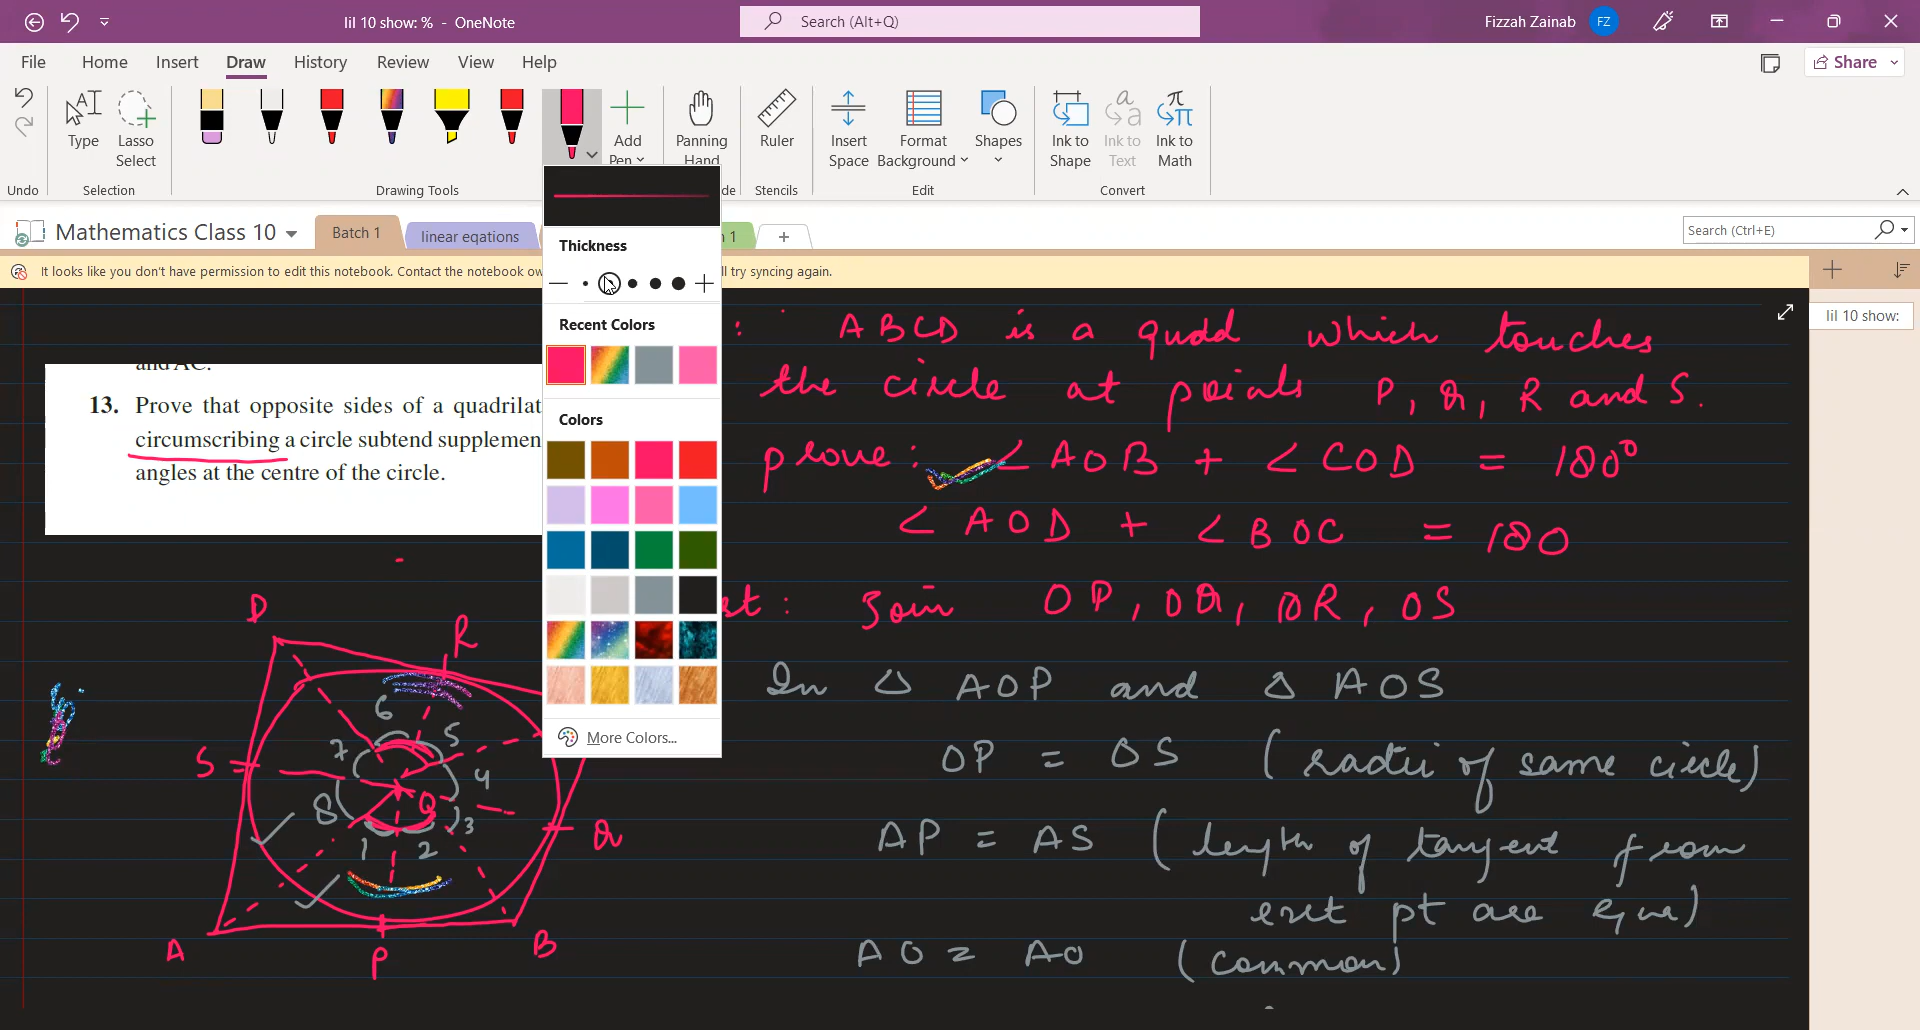 lil 10 show: % - OneNote
Search (Alt+Q)
Fizzah Zainab
FZ
File Home Insert Draw History Review View Help
Share
Type
Lasso Select
Add Pen
Panning Hand
Ruler
Insert Space
Format Background
Shapes
Ink to Shape
Ink to Text
Ink to Math
Undo
Selection
Drawing Tools
de
Stencils
Edit
Convert
Mathematics Class 10
Batch 1
linear eqations
n 1
Search (Ctrl+E)
It looks like you don't have permission to edit this notebook. Contact the notebook ow
ll try syncing again.
lil 10 show:
Thickness
Recent Colors
Colors
More Colors...
and AC.
13. Prove that opposite sides of a quadrilat
circumscribing a circle subtend supplemen
angles at the centre of the circle.
: ABCD is a quad which touches
the circle at points P, Q, R and S.
prove: < AOB + < COD = 180°
< AOD + < BOC = 180
st: Join OP, OQ, OR, OS
In △ AOP and △ AOS
OP = OS (radii of same circle)
AP = AS (length of tangent from
ext pt are equal)
AO = AO (common)
D
R
S
6
5
7
4
8
O
3
1
2
Q
A
P
B